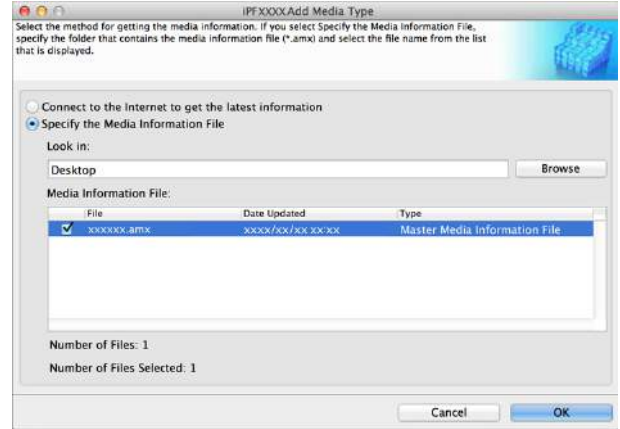 iPFXXXX Add Media Type
Select the method for getting the media information. If you select Specify the Media Information File,
specify the folder that contains the media information file (*.amx) and select the file name from the list
that is displayed.
Connect to the Internet to get the latest information
Specify the Media Information File
Look in:
Desktop
Browse
Media Information File:
File Date Updated Type
xxxxxx.amx xxxx/xx/xx xx:xx Master Media Information File
Number of Files: 1
Number of Files Selected: 1
Cancel OK